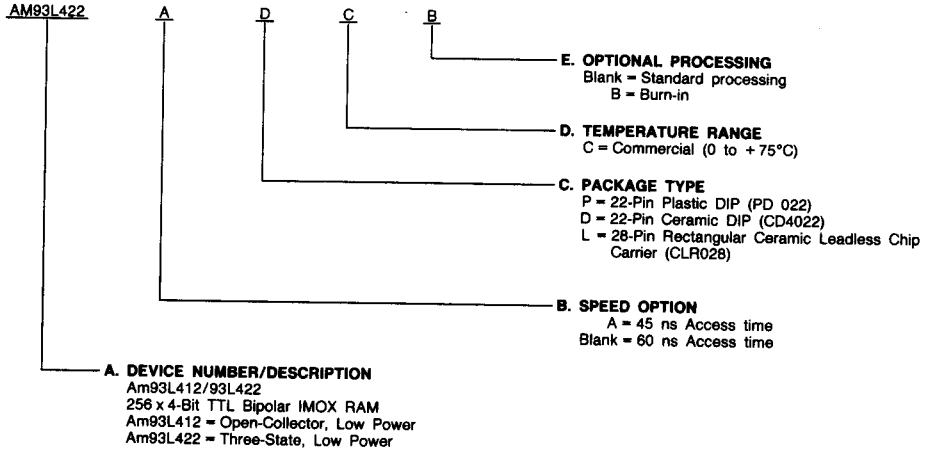 AM93L422 A D C B
E. OPTIONAL PROCESSING
Blank = Standard processing
B = Burn-in
D. TEMPERATURE RANGE
C = Commercial (0 to +75°C)
C. PACKAGE TYPE
P = 22-Pin Plastic DIP (PD 022)
D = 22-Pin Ceramic DIP (CD4022)
L = 28-Pin Rectangular Ceramic Leadless Chip
Carrier (CLR028)
B. SPEED OPTION
A = 45 ns Access time
Blank = 60 ns Access time
A. DEVICE NUMBER/DESCRIPTION
Am93L412/93L422
256 x 4-Bit TTL Bipolar IMOX RAM
Am93L412 = Open-Collector, Low Power
Am93L422 = Three-State, Low Power